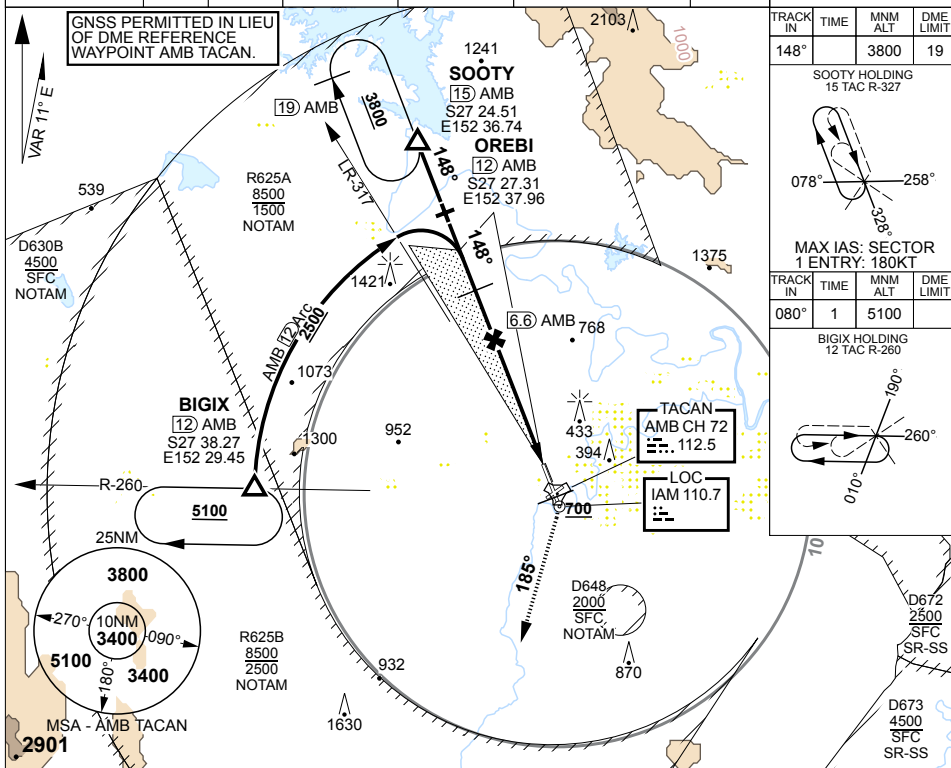 GNSS PERMITTED IN LIEU
OF DME REFERENCE
WAYPOINT AMB TACAN.
VAR 11° E
2103
1000
1241
SOOTY
15 AMB
S27 24.51
E152 36.74
OREBI
12 AMB
S27 27.31
E152 37.96
19 AMB
3800
148°
148°
LR-317
539
R625A
8500
1500
NOTAM
D630B
4500
SFC
NOTAM
1421
1375
AMB 12 Arc
2500
6.6 AMB
768
1073
BIGIX
12 AMB
S27 38.27
E152 29.45
1300
952
433
394
TACAN
AMB CH 72
112.5
LOC
IAM 110.7
R-260
5100
700
185°
10
25NM
3800
270°
10NM
3400
090°
5100
180°
3400
MSA - AMB TACAN
2901
R625B
8500
2500
NOTAM
932
1630
D648
2000
SFC
NOTAM
870
D672
2500
SFC
SR-SS
D673
4500
SFC
SR-SS
TRACK IN TIME MNM ALT DME LIMIT
148° 3800 19
SOOTY HOLDING
15 TAC R-327
078° 258°
328°
MAX IAS: SECTOR
1 ENTRY: 180KT
TRACK IN TIME MNM ALT DME LIMIT
080° 1 5100
BIGIX HOLDING
12 TAC R-260
190°
260°
010°